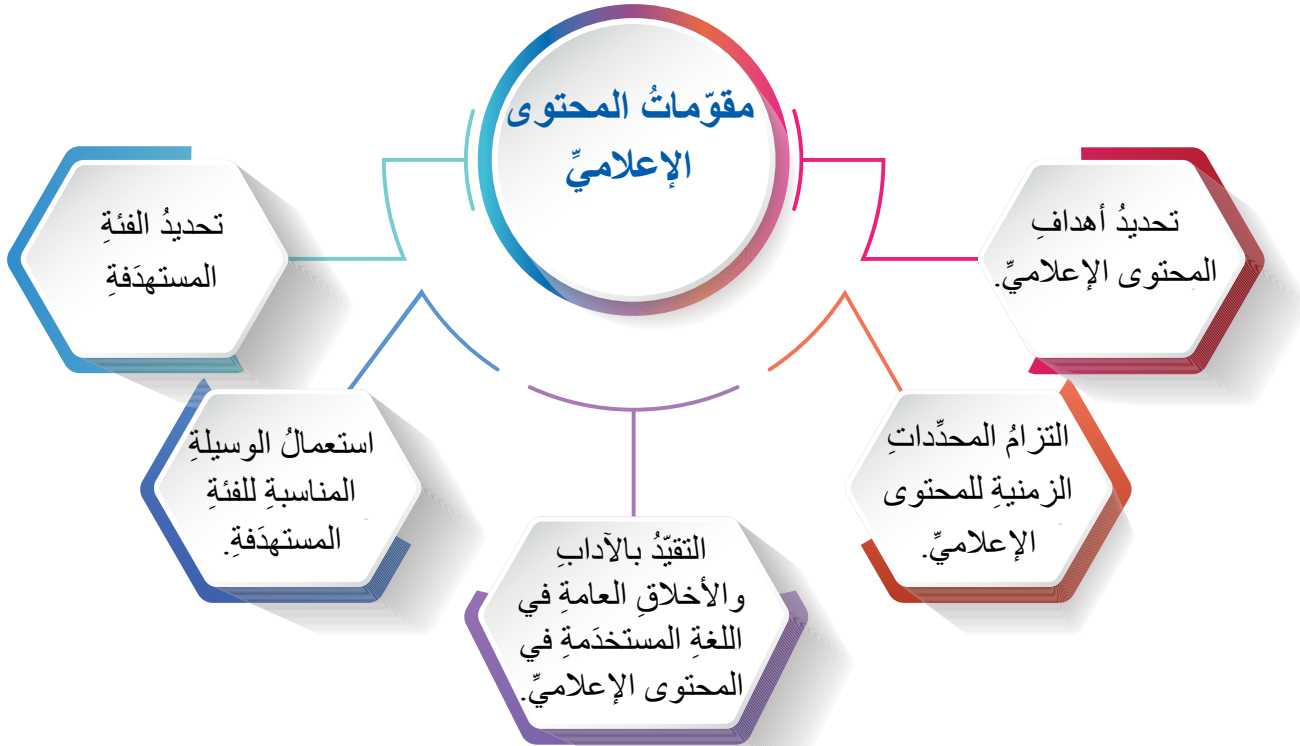 مقوّماتُ المحتوى
الإعلاميِّ
تحديدُ أهدافِ
المحتوى الإعلاميِّ.
التزامُ المحدِّداتِ
الزمنيةِ للمحتوى
الإعلاميِّ.
التقيّدُ بالآدابِ
والأخلاقِ العامةِ في
اللغةِ المستخدَمةِ في
المحتوى الإعلاميِّ.
استعمالُ الوسيلةِ
المناسبةِ للفئةِ
المستهدَفةِ.
تحديدُ الفئةِ
المستهدَفةِ